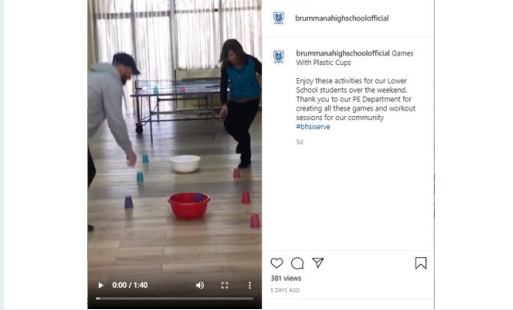 brummanahighschoolofficial
brummanahighschoolofficial Games
With Plastic Cups
Enjoy these activities for our Lower
School students over the weekend.
Thank you to our PE Department for
creating all these games and workout
sessions for our community
#bhsiserve
5d
0:00 / 1:40
381 views
5 DAYS AGO